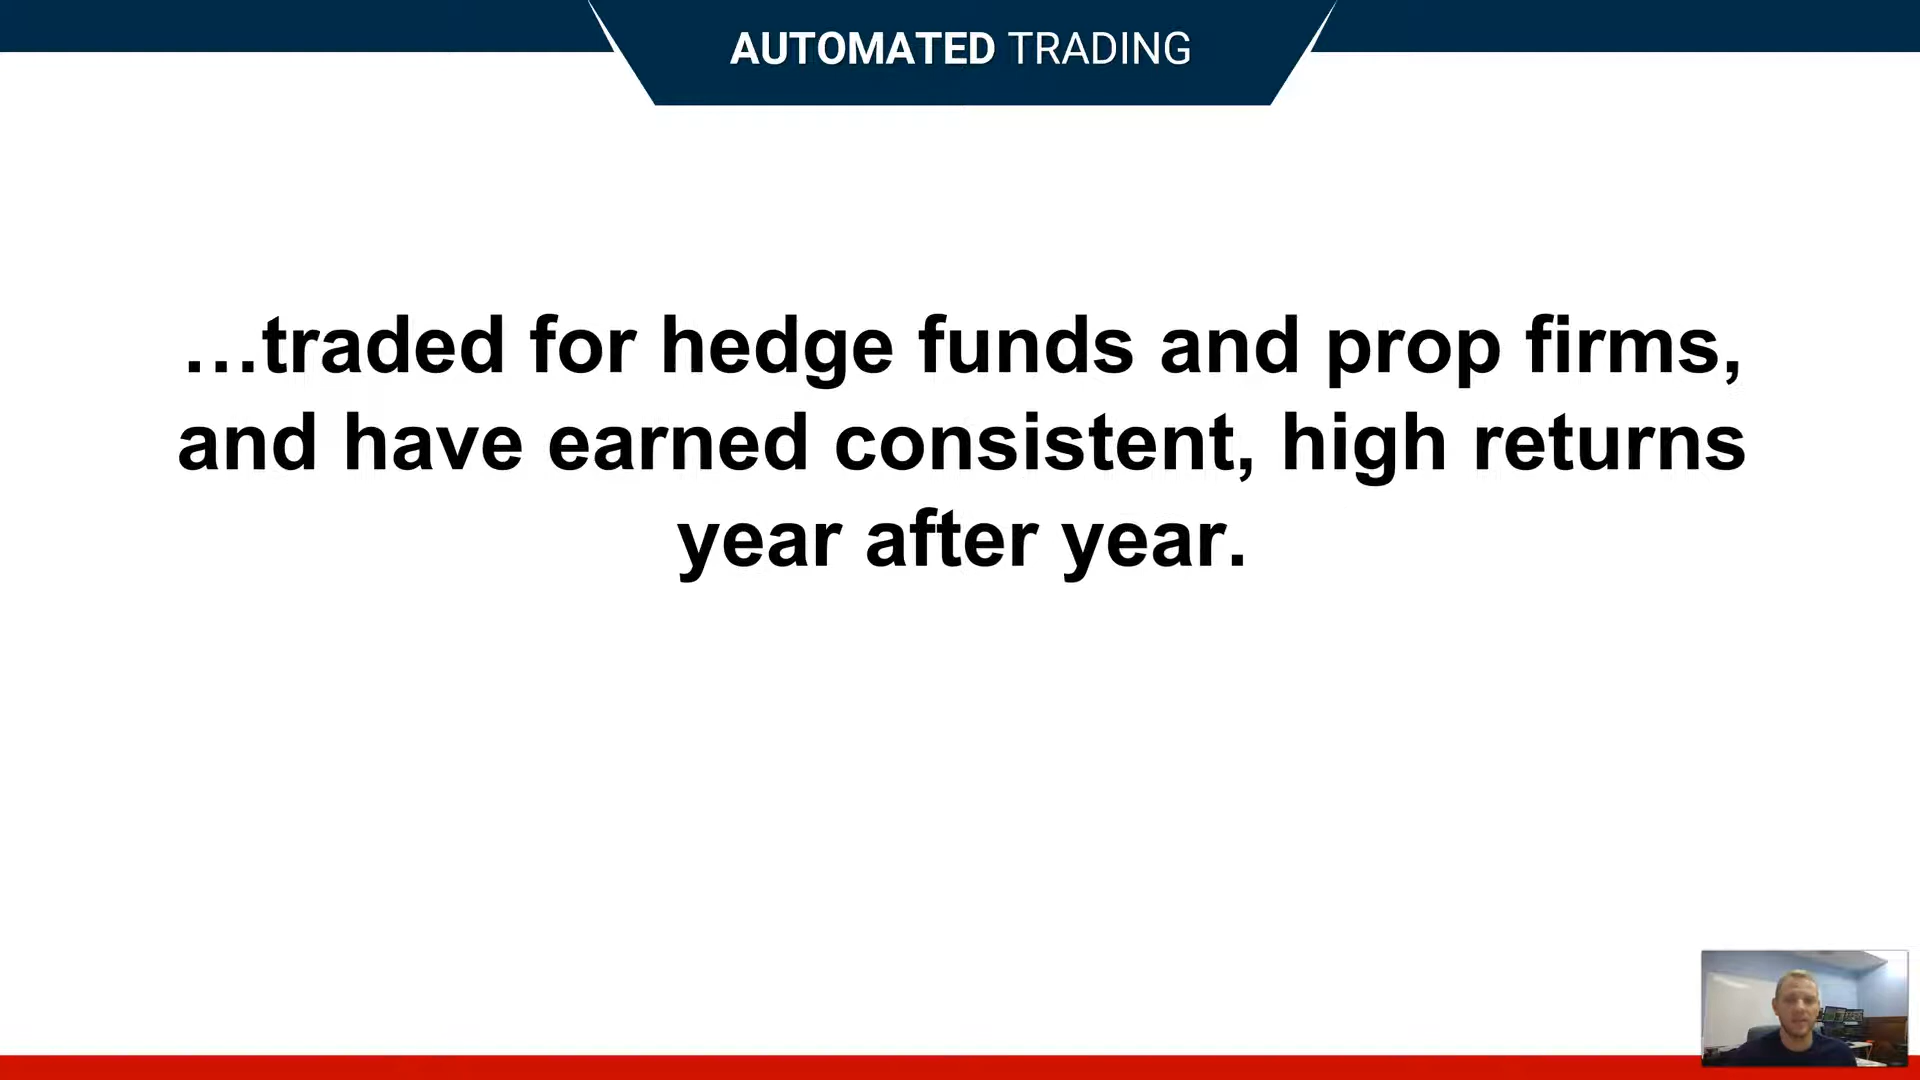 AUTOMATED TRADING
…traded for hedge funds and prop firms,
and have earned consistent, high returns
year after year.